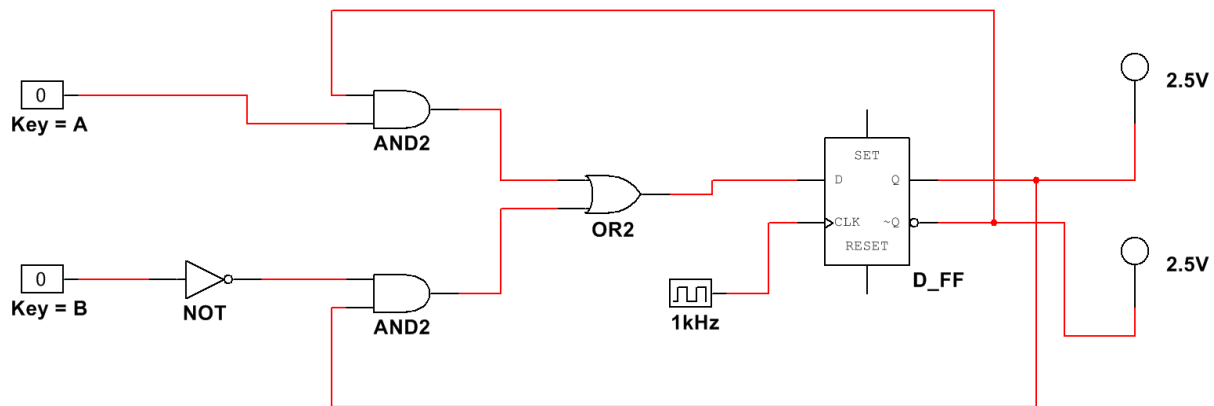 0
Key = A
AND2
OR2
0
Key = B
NOT
AND2
1kHz
SET
D Q
CLK ~Q
RESET
D_FF
2.5V
2.5V